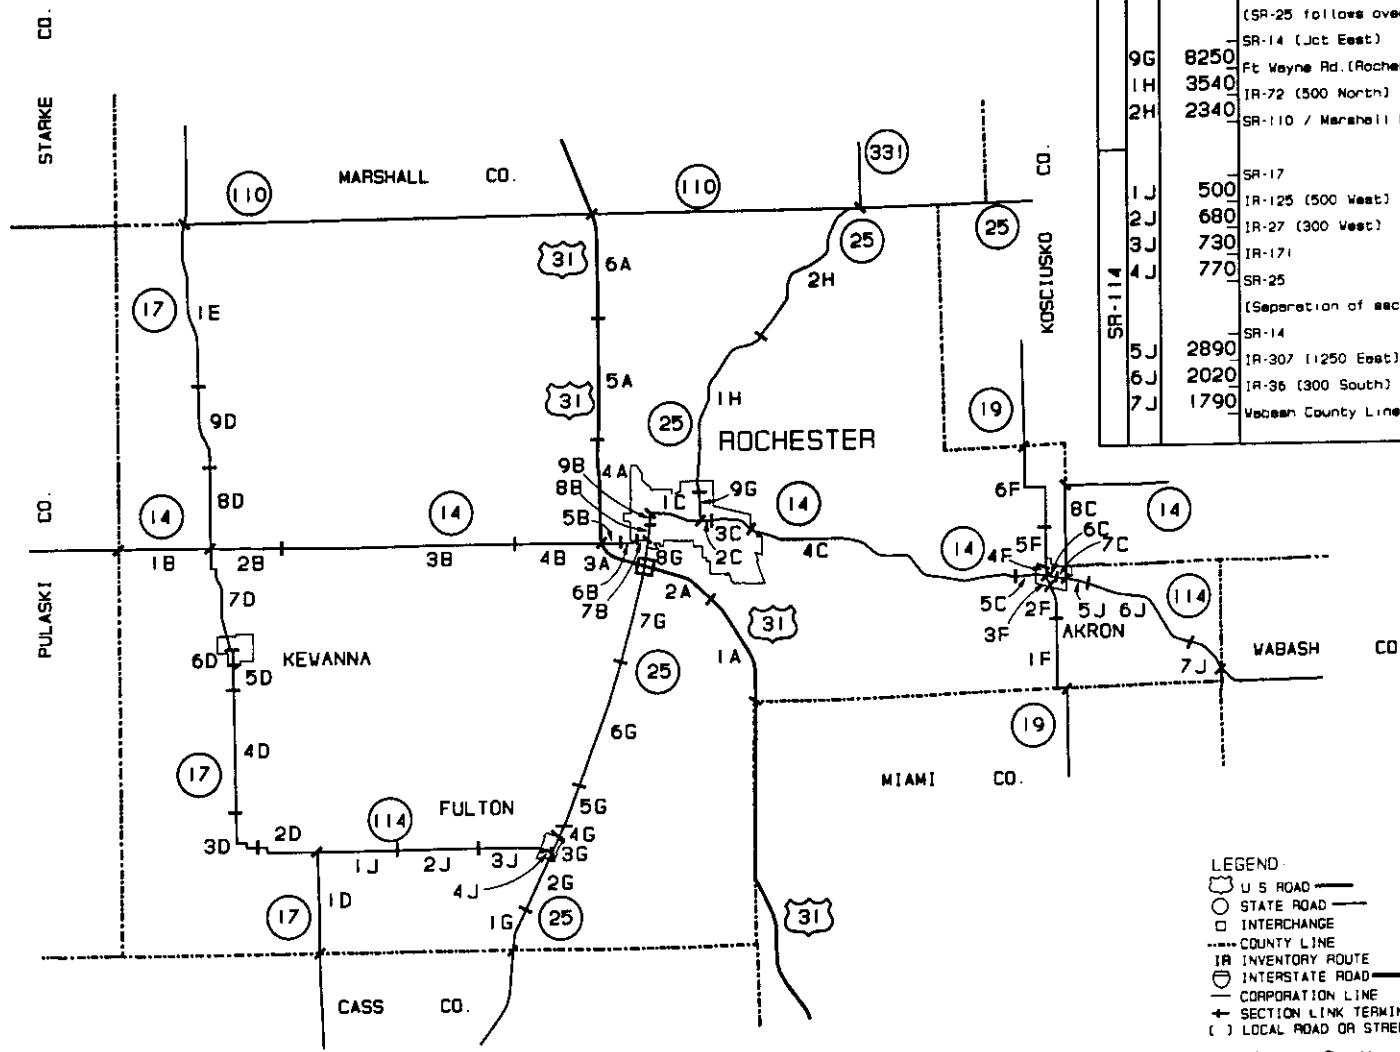 STARKE CO.
MARSHALL CO.
KOSCIUSKO CO.
PULASKI CO.
WABASH CO
MIAMI CO.
CASS CO.
ROCHESTER
KEWANNA
FULTON
AKRON
110
110
331
25
25
17
31
31
25
19
14
14
14
14
14
31
25
114
17
114
19
17
25
31
6A
5A
4A
3A
2A
1A
1B
2B
3B
4B
5B
6B
7B
8B
9B
1C
2C
3C
4C
5C
6C
7C
8C
1D
2D
3D
4D
5D
6D
7D
8D
9D
1E
1F
2F
3F
4F
5F
6F
1G
2G
3G
4G
5G
6G
7G
8G
9G
1H
2H
1J
2J
3J
4J
5J
6J
7J
(SR-25 follows
SR-14 (Jct East)
9G 8250
Ft Wayne Rd.
1H 3540
IR-72 (500 North)
2H 2340
SR-110 / Marshall
SR-114
SR-17
1J 500
IR-125 (500 West)
2J 680
IR-27 (300 West)
3J 730
IR-171
4J 770
SR-25
(Separation of
SR-14
5J 2890
IR-307 (1250 East)
6J 2020
IR-36 (300 South)
7J 1790
Wabash County Line
LEGEND
U S ROAD
STATE ROAD
INTERCHANGE
COUNTY LINE
IR INVENTORY ROUTE
INTERSTATE ROAD
CORPORATION LINE
SECTION LINK
( ) LOCAL ROAD OR